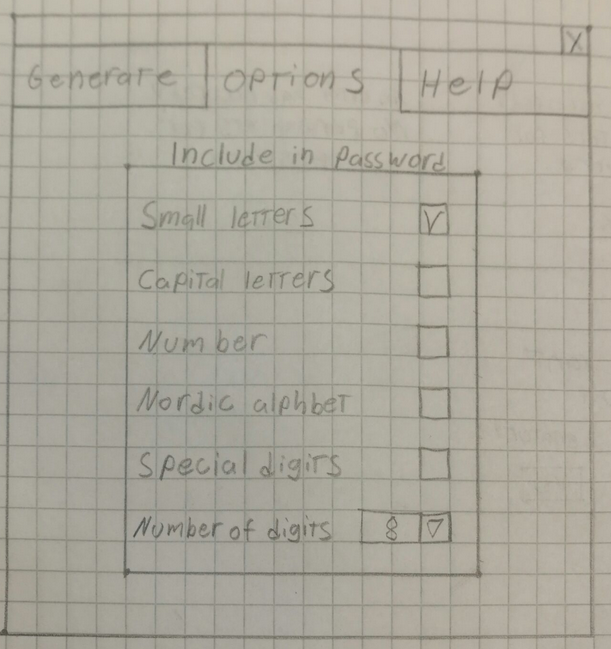 X
Generate Options Help
Include in Password
Small letters V
Capital letters
Number
Nordic alphbet
Special digits
Number of digits 8 ▽